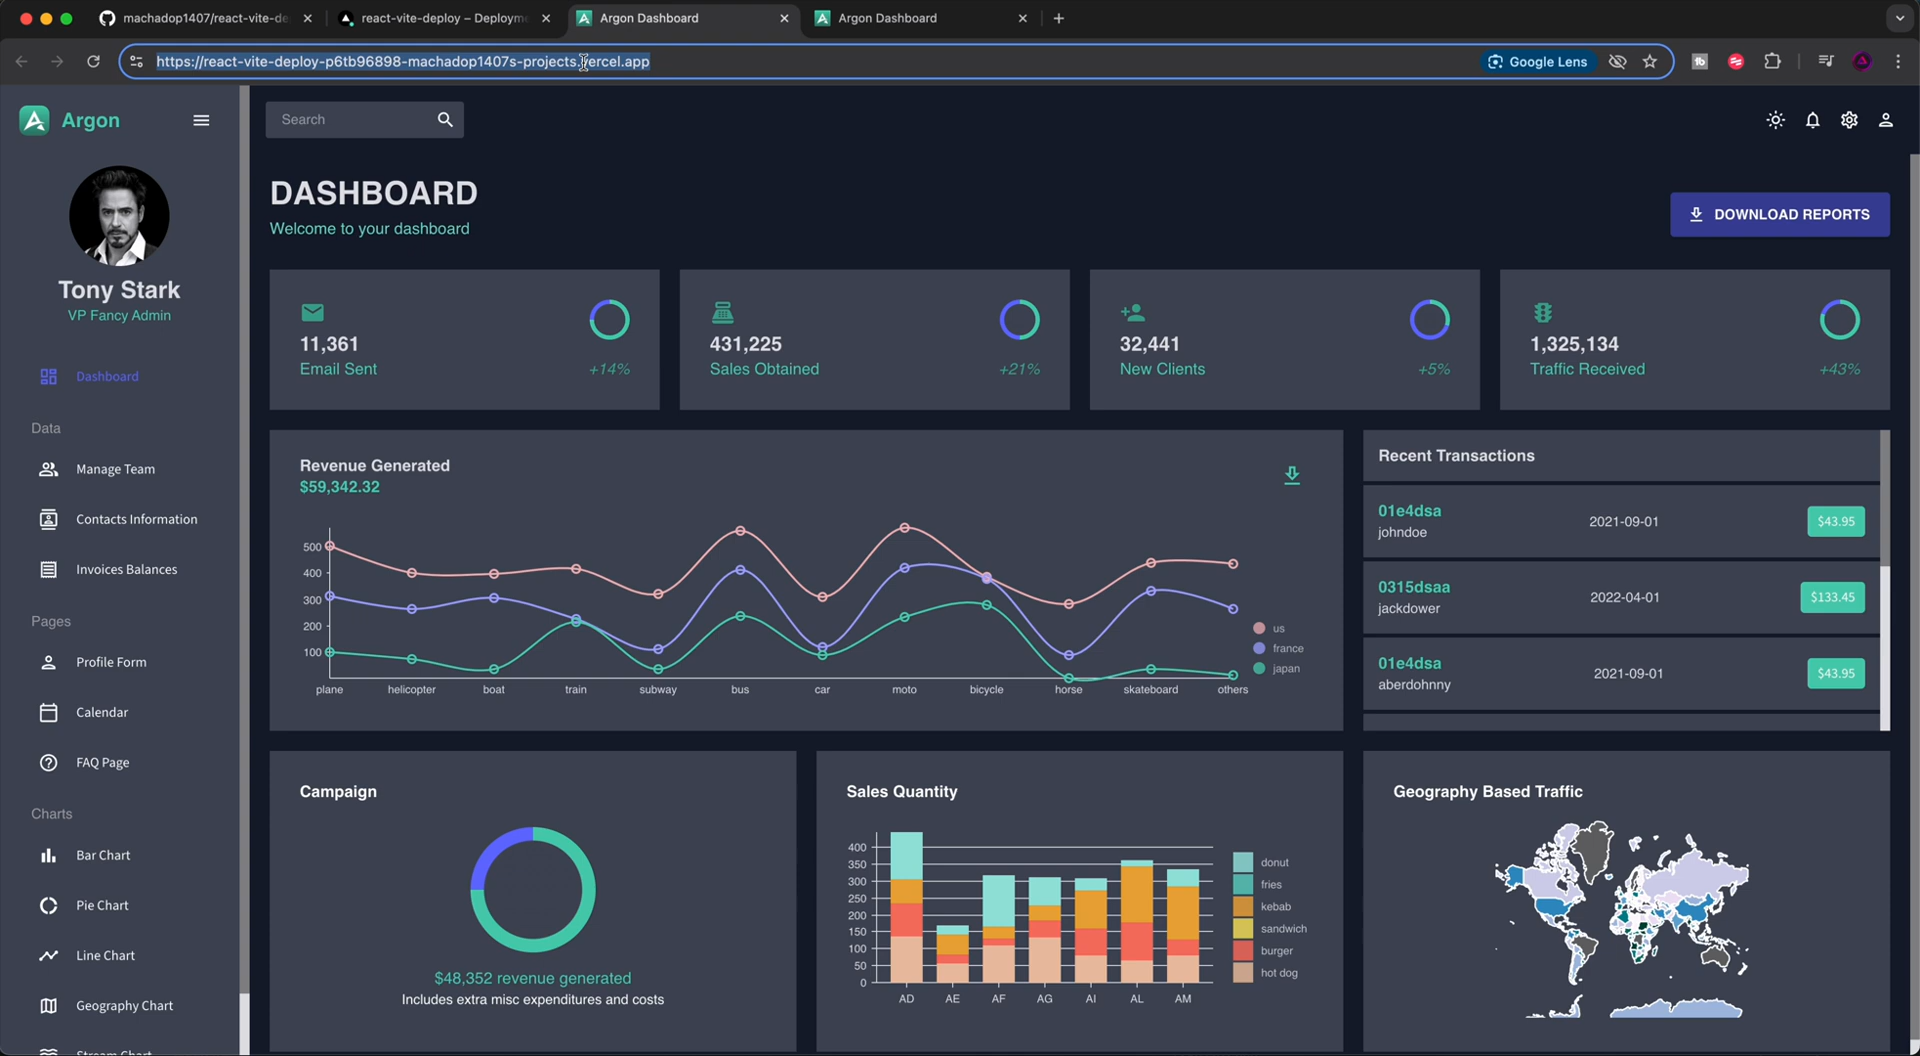 machadop1407/react-vite-de
react-vite-deploy – Deployme
Argon Dashboard
Argon Dashboard
https://react-vite-deploy-p6tb96898-machadop1407s-projects.vercel.app
Google Lens
Argon
Search
Tony Stark
VP Fancy Admin
Dashboard
Data
Manage Team
Contacts Information
Invoices Balances
Pages
Profile Form
Calendar
FAQ Page
Charts
Bar Chart
Pie Chart
Line Chart
Geography Chart
Stream Chart
DASHBOARD
Welcome to your dashboard
DOWNLOAD REPORTS
11,361
Email Sent
+14%
431,225
Sales Obtained
+21%
32,441
New Clients
+5%
1,325,134
Traffic Received
+43%
Revenue Generated
$59,342.32
500
400
300
200
100
plane helicopter boat train subway bus car moto bicycle horse skateboard others
us
france
japan
Recent Transactions
01e4dsa
johndoe
2021-09-01
$43.95
0315dsaa
jackdower
2022-04-01
$133.45
01e4dsa
aberdohnny
2021-09-01
$43.95
Campaign
$48,352 revenue generated
Includes extra misc expenditures and costs
Sales Quantity
400
350
300
250
200
150
100
50
0
AD AE AF AG AI AL AM
donut
fries
kebab
sandwich
burger
hot dog
Geography Based Traffic